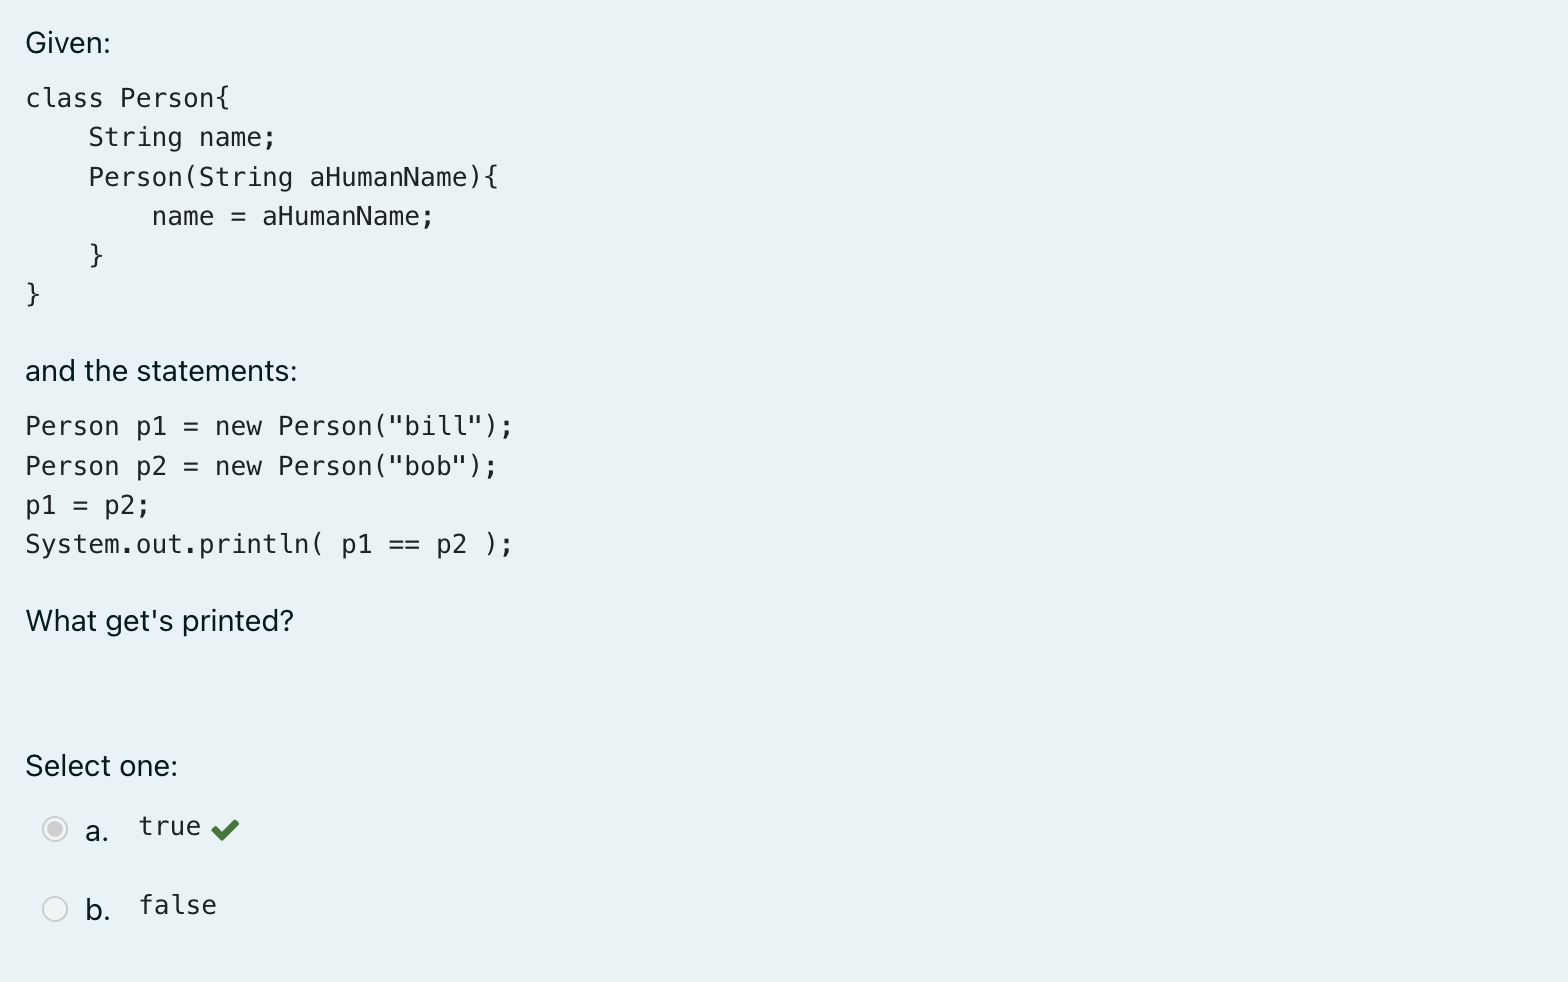 Given:
class Person{
    String name;
    Person(String aHumanName){
        name = aHumanName;
    }
}
and the statements:
Person p1 = new Person("bill");
Person p2 = new Person("bob");
p1 = p2;
System.out.println( p1 == p2 );
What get's printed?
Select one:
a. true
b. false